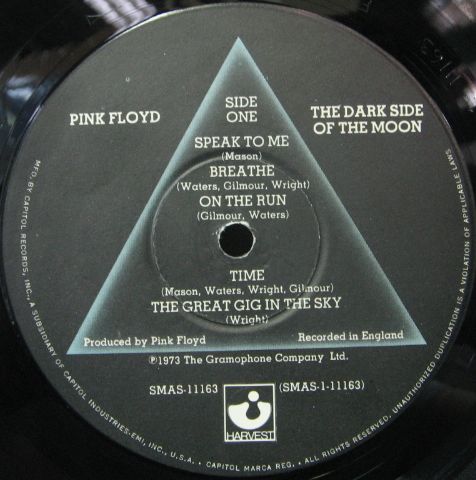 PINK FLOYD
SIDE
ONE
THE DARK SIDE
OF THE MOON
SPEAK TO ME
(Mason)
BREATHE
(Waters, Gilmour, Wright)
ON THE RUN
(Gilmour, Waters)
TIME
(Mason, Waters, Wright, Gilmour)
THE GREAT GIG IN THE SKY
(Wright)
Produced by Pink Floyd
Recorded in England
℗1973 The Gramophone Company Ltd.
SMAS-11163
(SMAS-1-11163)
HARVEST
MFD. BY CAPITOL RECORDS, INC., A SUBSIDIARY OF CAPITOL INDUSTRIES-EMI, INC., U.S.A. • CAPITOL MARCA REG. • ALL RIGHTS RESERVED. UNAUTHORIZED DUPLICATION IS A VIOLATION OF APPLICABLE LAWS